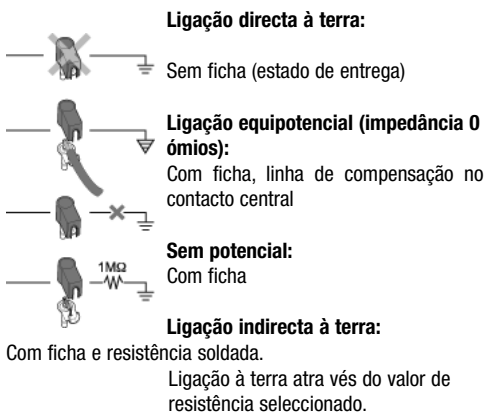 Ligação directa à terra:
Sem ficha (estado de entrega)
Ligação equipotencial (impedância 0
ómios):
Com ficha, linha de compensação no
contacto central
Sem potencial:
Com ficha
1MΩ
Ligação indirecta à terra:
Com ficha e resistência soldada.
Ligação à terra atra vés do valor de
resistência seleccionado.